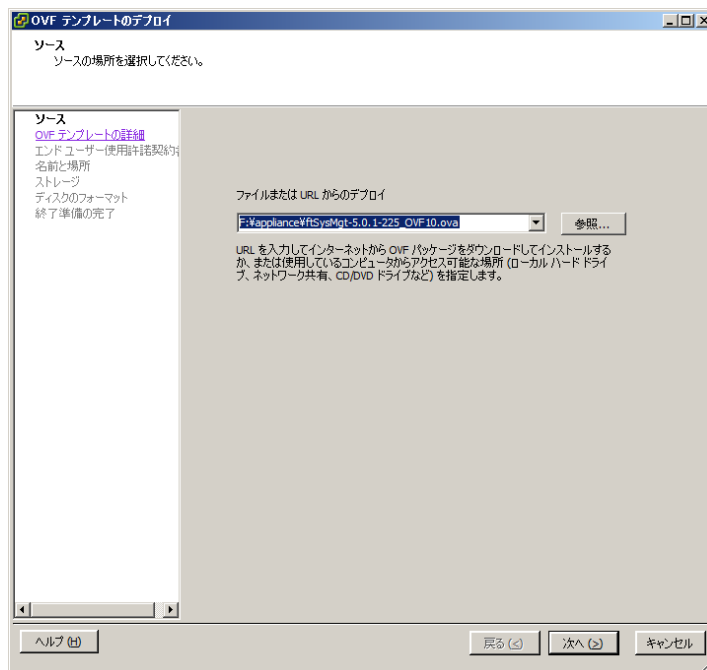 OVF テンプレートのデプロイ
ソース
ソースの場所を選択してください。
ソース
OVF テンプレートの詳細
エンド ユーザー使用許諾契約
名前と場所
ストレージ
ディスクのフォーマット
終了準備の完了
ファイルまたは URL からのデプロイ
F:¥appliance¥ftSysMgt-5.0.1-225_OVF10.ova
参照...
URL を入力してインターネットから OVF パッケージをダウンロードしてインストールする
か、または使用しているコンピュータからアクセス可能な場所 (ローカル ハード ドライ
ブ、ネットワーク共有、CD/DVD ドライブなど) を指定します。
ヘルプ (H)
戻る (<)
次へ (>)
キャンセル